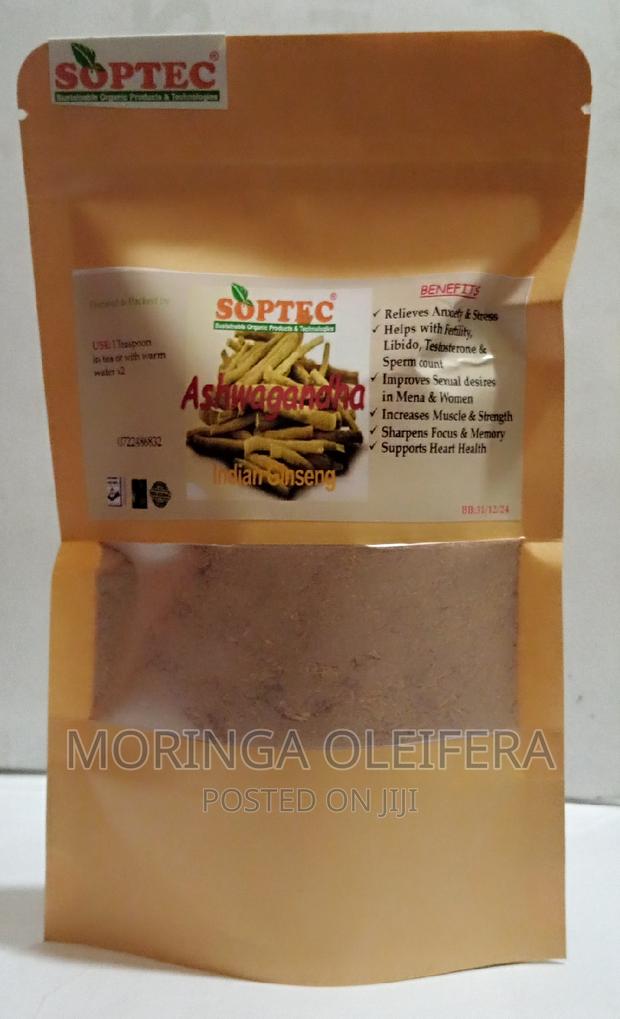 SOPTEC®
Sustainable Organic Products & Technologies
SOPTEC®
Sustainable Organic Products & Technologies
USE: 1 Teaspoon
in tea or with warm
water x2
0722486832
Ashwagandha
Indian Ginseng
BENEFITS
✓ Relieves Anxiety & Stress
✓ Helps with Fertility,
Libido, Testosterone &
Sperm count
✓ Improves Sexual desires
in Mena & Women
✓ Increases Muscle & Strength
✓ Sharpens Focus & Memory
✓ Supports Heart Health
BB:31/12/24
MORINGA OLEIFERA
POSTED ON JIJI